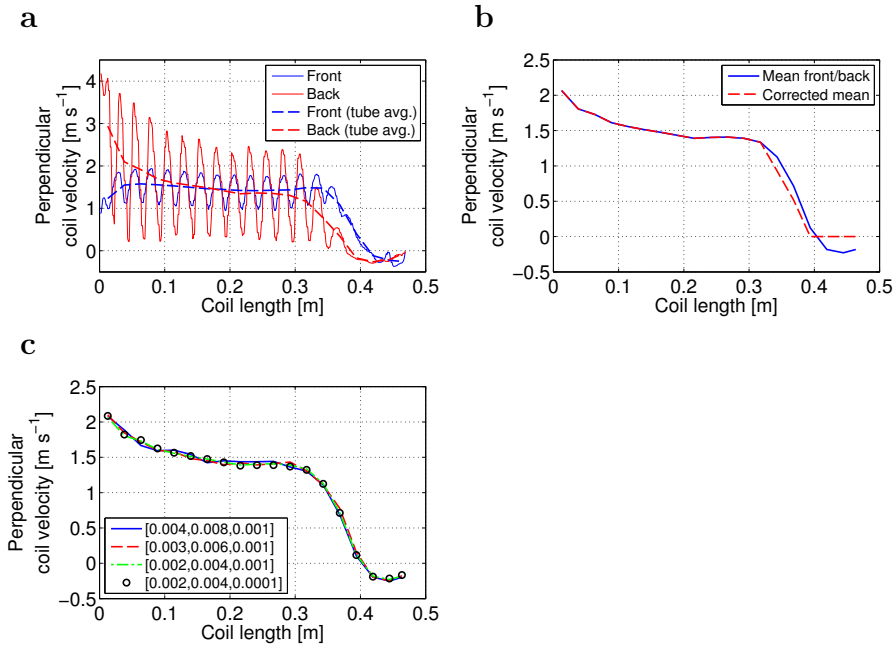 a
Perpendicular
coil velocity [m s⁻¹]
4
3
2
1
0
0
0.1
0.2
0.3
0.4
0.5
Coil length [m]
Front
Back
Front (tube avg.)
Back (tube avg.)
b
Perpendicular
coil velocity [m s⁻¹]
2.5
2
1.5
1
0.5
0
−0.5
0
0.1
0.2
0.3
0.4
0.5
Coil length [m]
Mean front/back
Corrected mean
c
Perpendicular
coil velocity [m s⁻¹]
2.5
2
1.5
1
0.5
0
−0.5
0
0.1
0.2
0.3
0.4
0.5
Coil length [m]
[0.004,0.008,0.001]
[0.003,0.006,0.001]
[0.002,0.004,0.001]
[0.002,0.004,0.0001]